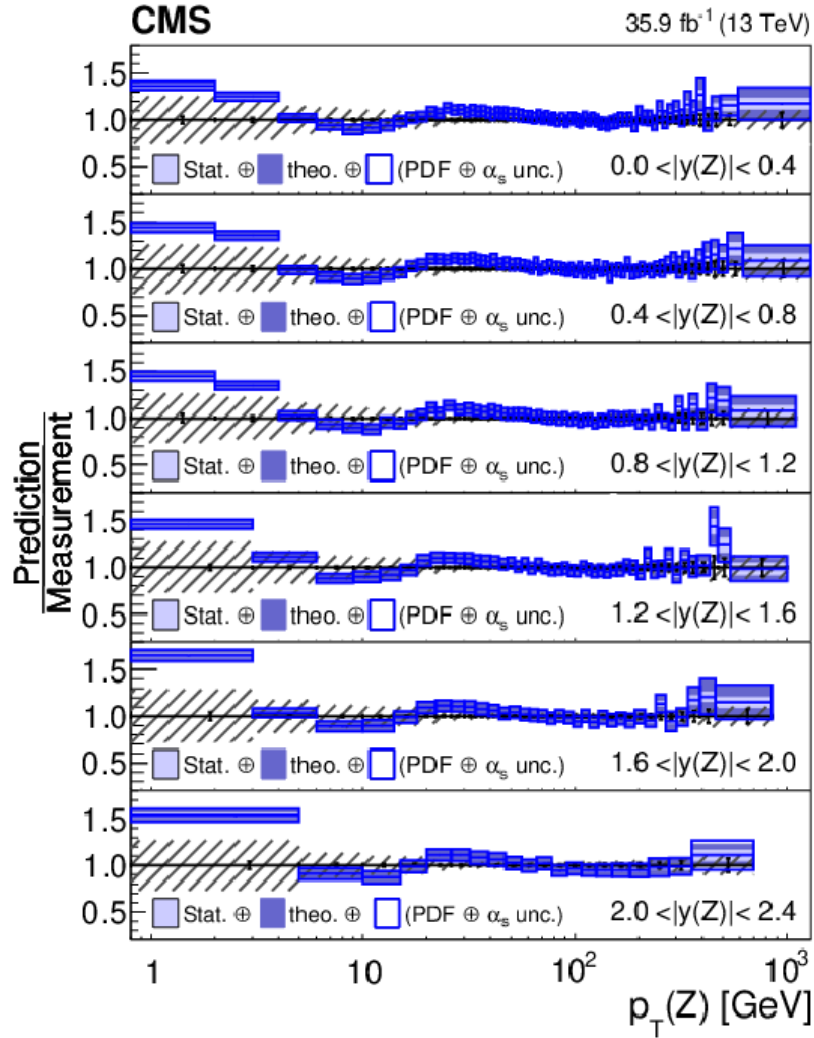 CMS 35.9 fb⁻¹ (13 TeV)
Prediction
Measurement
1.5
1.0
0.5
Stat. ⊕ theo. ⊕ (PDF ⊕ αs unc.) 0.0 <|y(Z)|< 0.4
1.5
1.0
0.5
Stat. ⊕ theo. ⊕ (PDF ⊕ αs unc.) 0.4 <|y(Z)|< 0.8
1.5
1.0
0.5
Stat. ⊕ theo. ⊕ (PDF ⊕ αs unc.) 0.8 <|y(Z)|< 1.2
1.5
1.0
0.5
Stat. ⊕ theo. ⊕ (PDF ⊕ αs unc.) 1.2 <|y(Z)|< 1.6
1.5
1.0
0.5
Stat. ⊕ theo. ⊕ (PDF ⊕ αs unc.) 1.6 <|y(Z)|< 2.0
1.5
1.0
0.5
Stat. ⊕ theo. ⊕ (PDF ⊕ αs unc.) 2.0 <|y(Z)|< 2.4
1 10 10² 10³
pT(Z) [GeV]